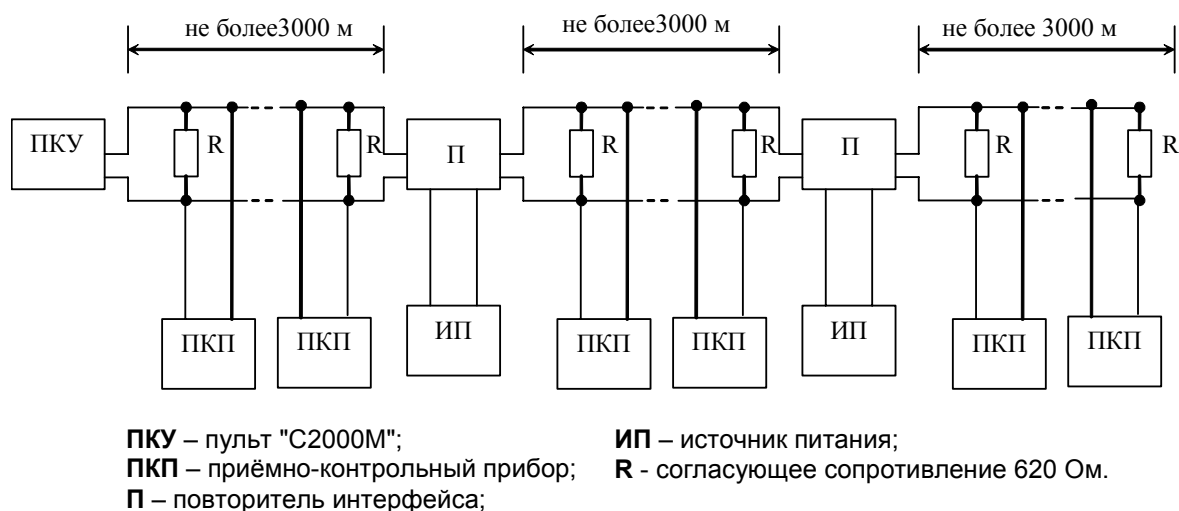 не более3000 м
не более3000 м
не более 3000 м
ПКУ
R
R
П
R
R
П
R
R
ПКП
ПКП
ИП
ПКП
ПКП
ИП
ПКП
ПКП
ПКУ – пульт "С2000М";
ИП – источник питания;
ПКП – приёмно-контрольный прибор;
R - согласующее сопротивление 620 Ом.
П – повторитель интерфейса;